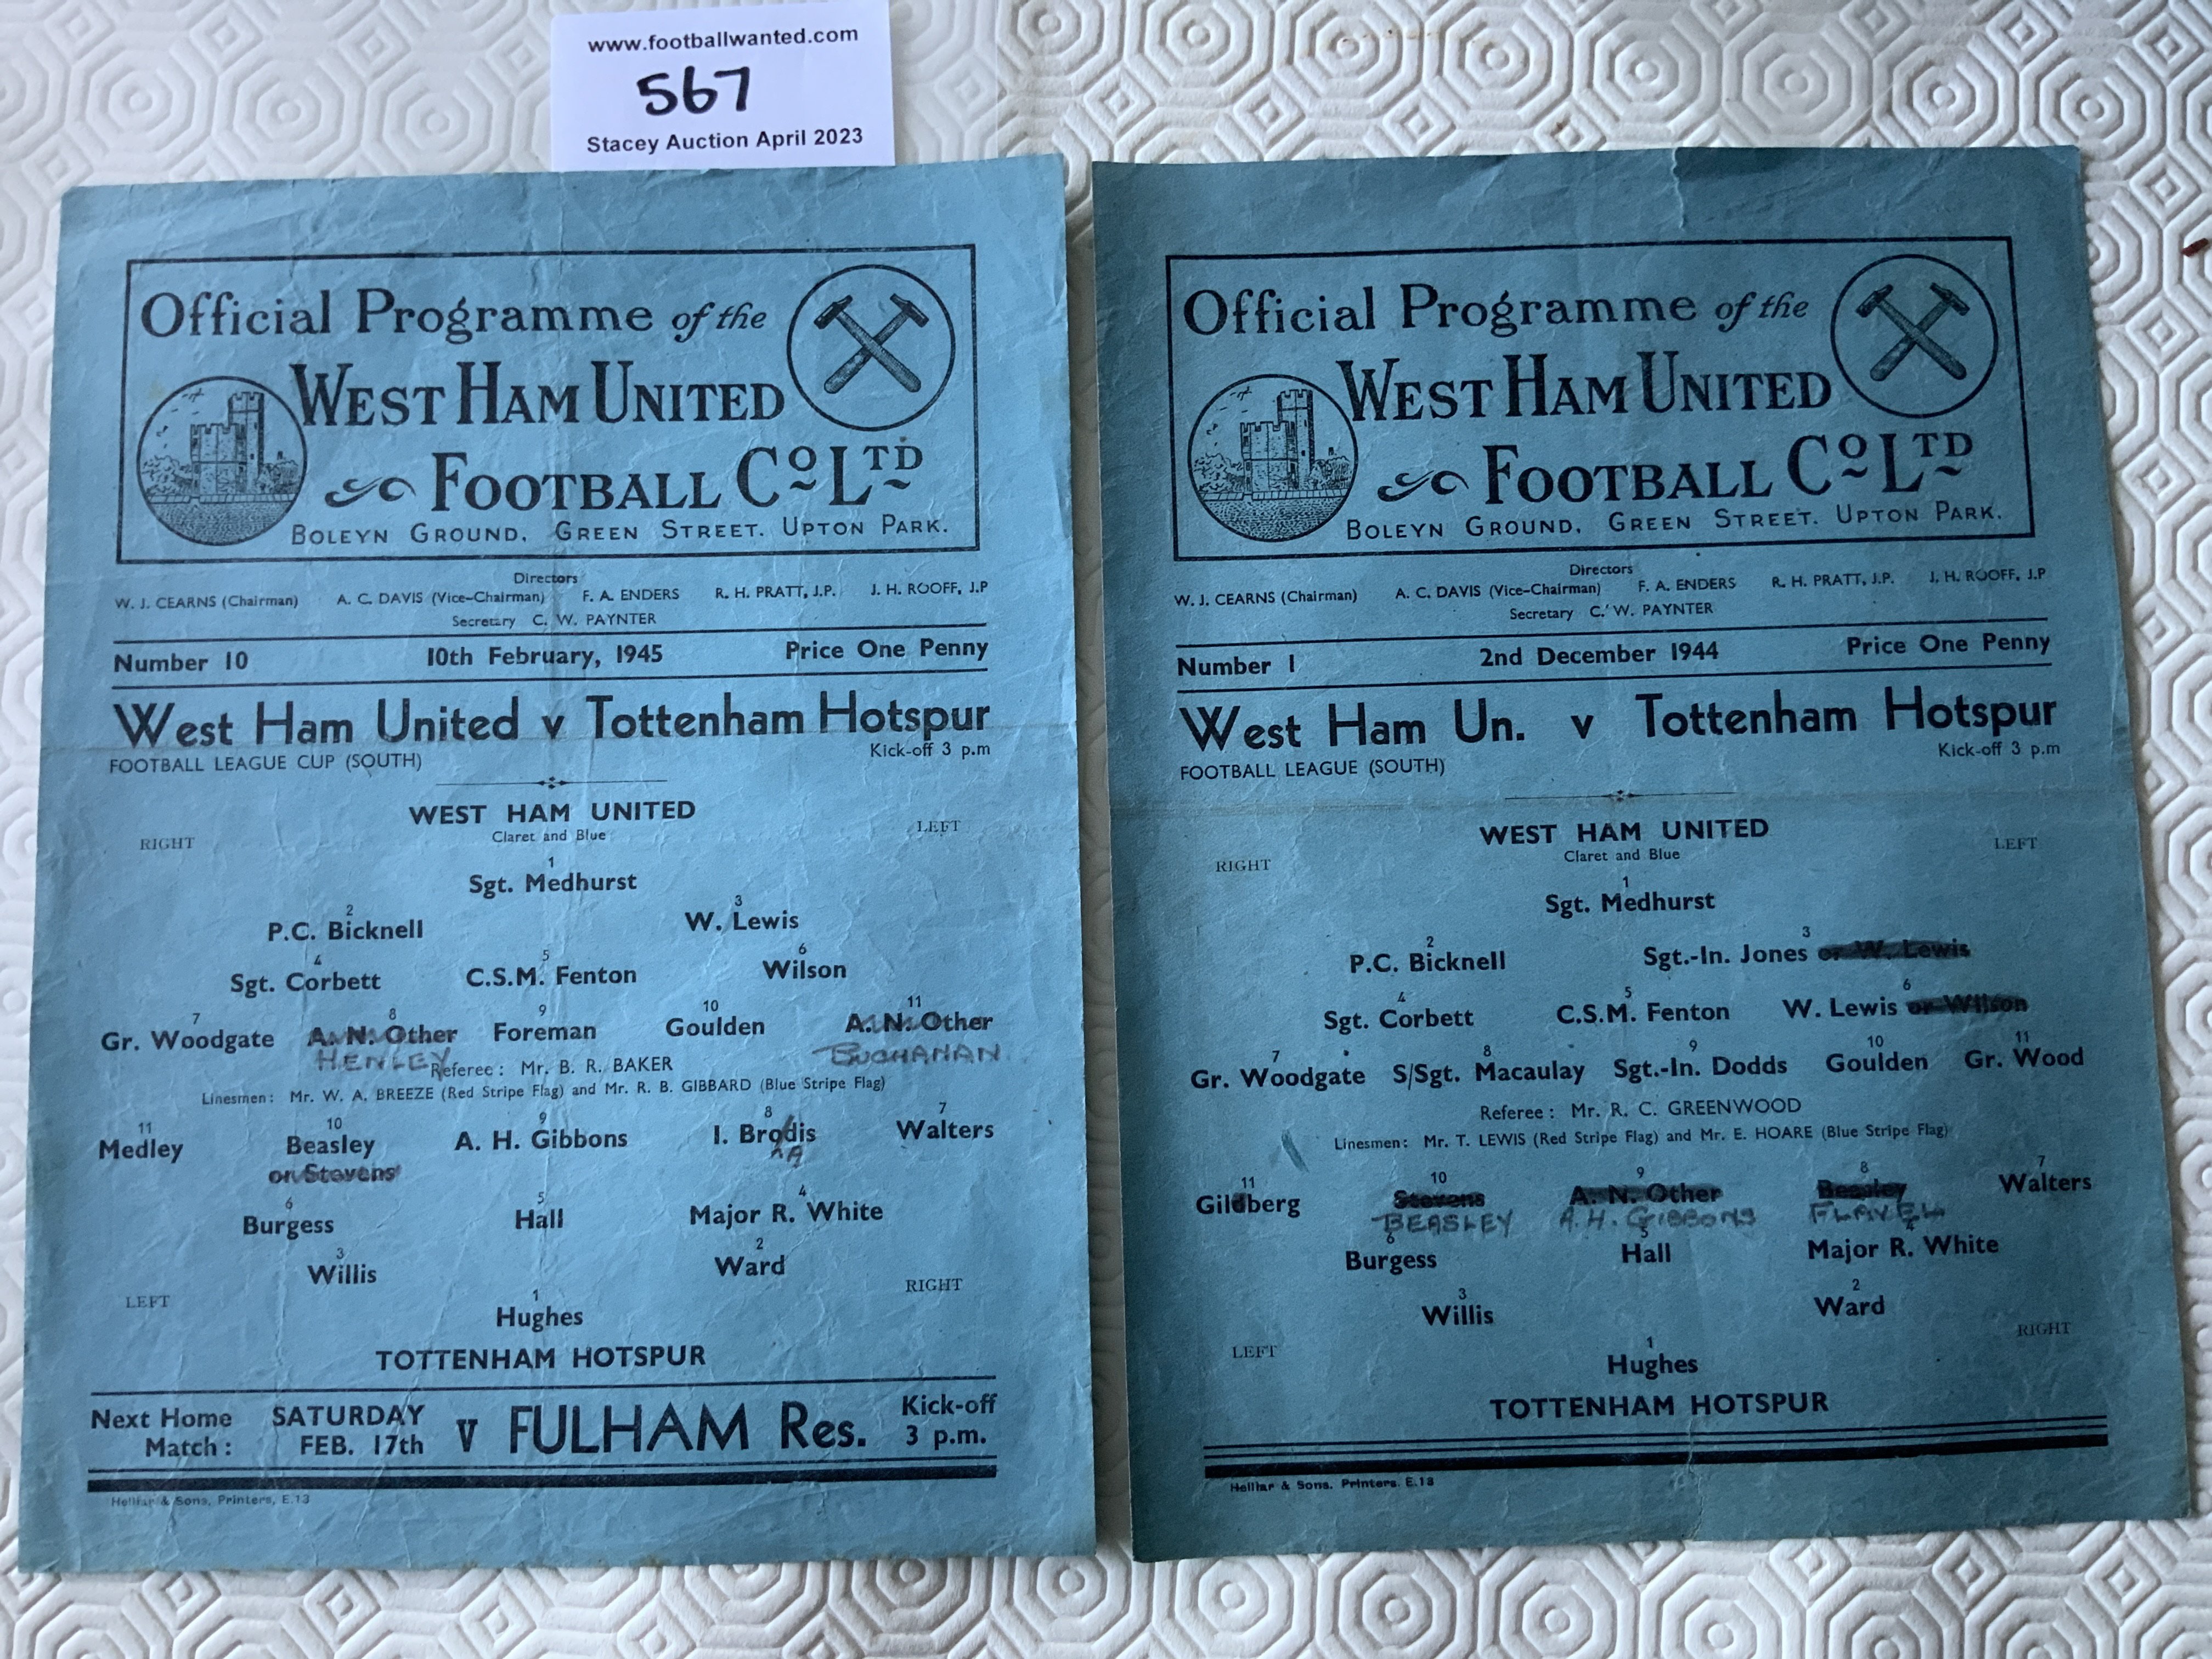 www.footballwanted.com
567
Stacey Auction April 2023
Official Programme of the
WEST HAM UNITED
FOOTBALL CO LTD
BOLEYN GROUND, GREEN STREET. UPTON PARK.
Directors
W. J. CEARNS (Chairman) A. C. DAVIS (Vice-Chairman) F. A. ENDERS R. H. PRATT, J.P. J. H. ROOFF, J.P
Secretary C. W. PAYNTER
Number 10 10th February, 1945 Price One Penny
West Ham United v Tottenham Hotspur
FOOTBALL LEAGUE CUP (SOUTH) Kick-off 3 p.m
WEST HAM UNITED
Claret and Blue
RIGHT LEFT
1
Sgt. Medhurst
2 3
P.C. Bicknell W. Lewis
4 5 6
Sgt. Corbett C.S.M. Fenton Wilson
7 8 9 10 11
Gr. Woodgate A. N. Other Foreman Goulden A. N. Other
HENLEY BUCHANAN
Referee : Mr. B. R. BAKER
Linesmen : Mr. W. A. BREEZE (Red Stripe Flag) and Mr. R. B. GIBBARD (Blue Stripe Flag)
11 10 9 8 7
Medley Beasley A. H. Gibbons I. Brodis Walters
or Stevens A
6 5 4
Burgess Hall Major R. White
3 2
Willis Ward
LEFT RIGHT
1
Hughes
TOTTENHAM HOTSPUR
Next Home Match : SATURDAY FEB. 17th v FULHAM Res. Kick-off 3 p.m.
Helliar & Sons, Printers, E.13
Official Programme of the
WEST HAM UNITED
FOOTBALL CO LTD
BOLEYN GROUND, GREEN STREET. UPTON PARK.
Directors
W. J. CEARNS (Chairman) A. C. DAVIS (Vice-Chairman) F. A. ENDERS R. H. PRATT, J.P. J. H. ROOFF, J.P
Secretary C. W. PAYNTER
Number 1 2nd December 1944 Price One Penny
West Ham Un. v Tottenham Hotspur
FOOTBALL LEAGUE (SOUTH) Kick-off 3 p.m
WEST HAM UNITED
Claret and Blue
RIGHT LEFT
1
Sgt. Medhurst
2 3
P.C. Bicknell Sgt.-In. Jones or W. Lewis
4 5 6
Sgt. Corbett C.S.M. Fenton W. Lewis or Wilson
7 8 9 10 11
Gr. Woodgate S/Sgt. Macaulay Sgt.-In. Dodds Goulden Gr. Wood
Referee : Mr. R. C. GREENWOOD
Linesmen : Mr. T. LEWIS (Red Stripe Flag) and Mr. E. HOARE (Blue Stripe Flag)
11 10 9 8 7
Gildberg Stevens A. N. Other Beasley Walters
BEASLEY A.H. GIBBONS FLAVELL
6 5 4
Burgess Hall Major R. White
3 2
Willis Ward
LEFT RIGHT
1
Hughes
TOTTENHAM HOTSPUR
Helliar & Sons. Printers. E.13